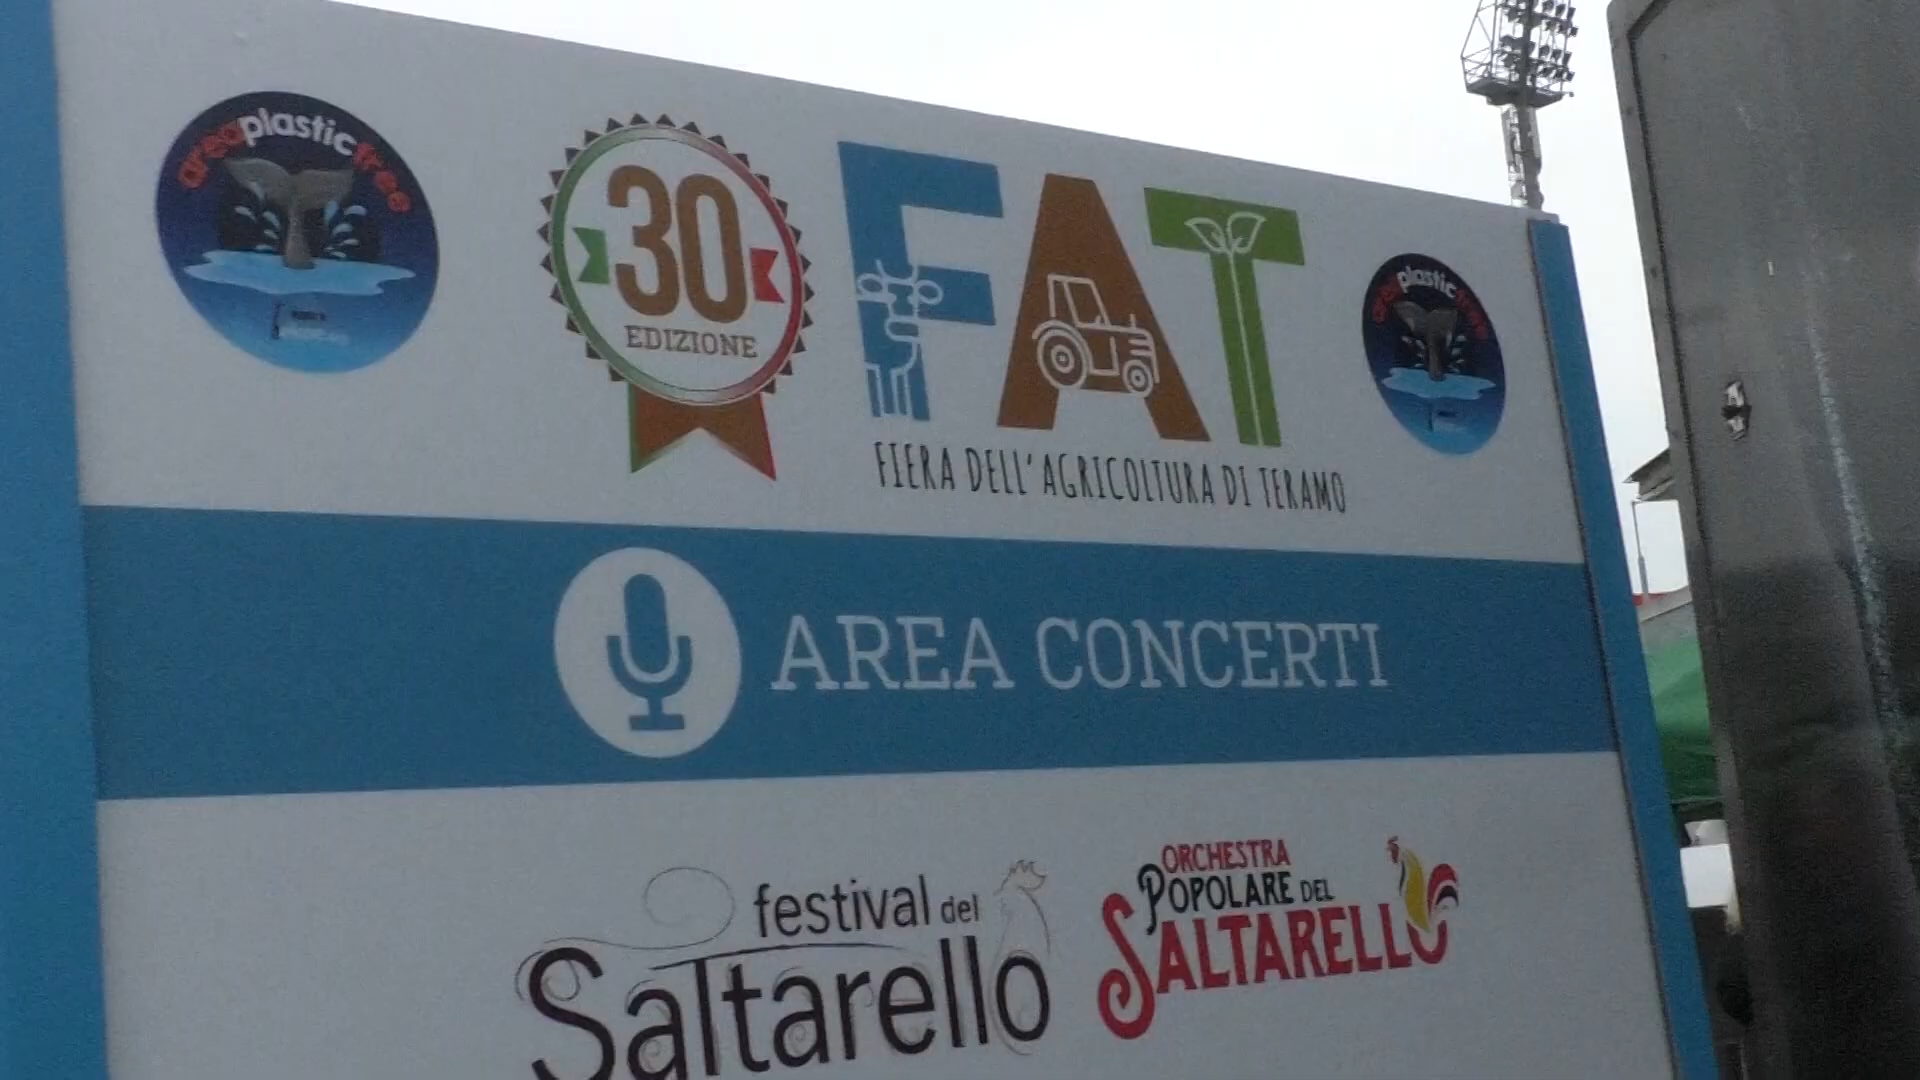 areaplasticfree
30
EDIZIONE
FAT
FIERA DELL'AGRICOLTURA DI TERAMO
areaplasticfree
AREA CONCERTI
festival del
Saltarello
ORCHESTRA
POPOLARE DEL
SALTARELLO